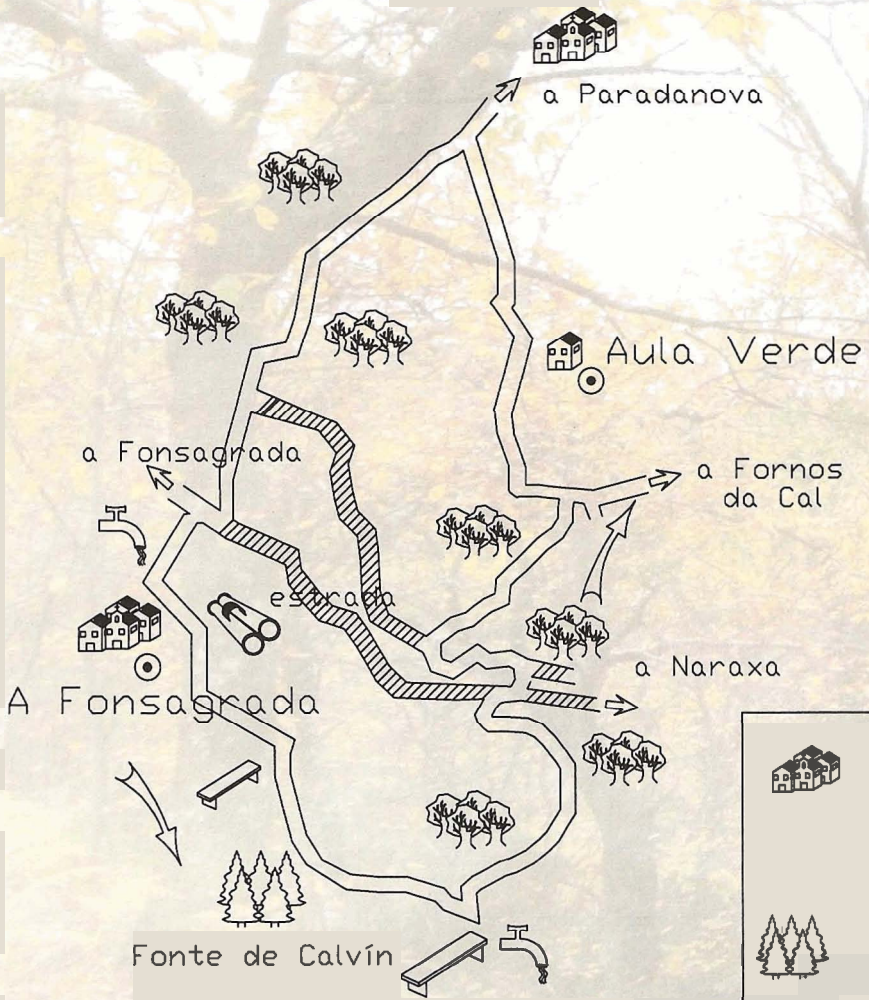 a Paradanova
Aula Verde
a Fonsagrada
a Fornos
da Cal
estrada
a Naraxa
A Fonsagrada
Fonte de Calvín